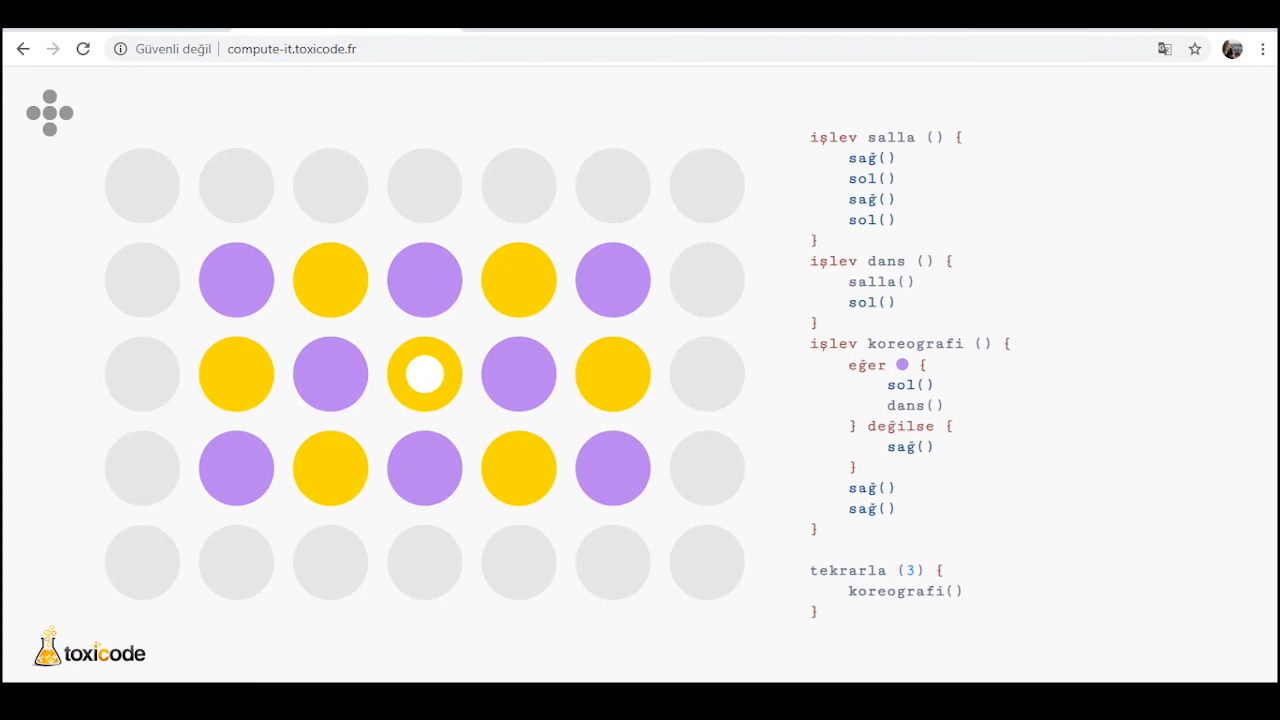 Güvenli değil
compute-it.toxicode.fr
işlev salla () {
sağ()
sol()
sağ()
sol()
}
işlev dans () {
salla()
sol()
}
işlev koreografi () {
eğer {
sol()
dans()
} değilse {
sağ()
}
sağ()
sağ()
}
tekrarla (3) {
koreografi()
}
toxicode